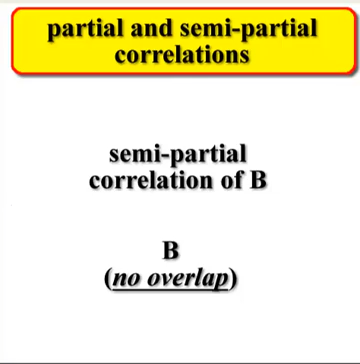 partial and semi-partial
correlations
semi-partial
correlation of B
B
(no overlap)